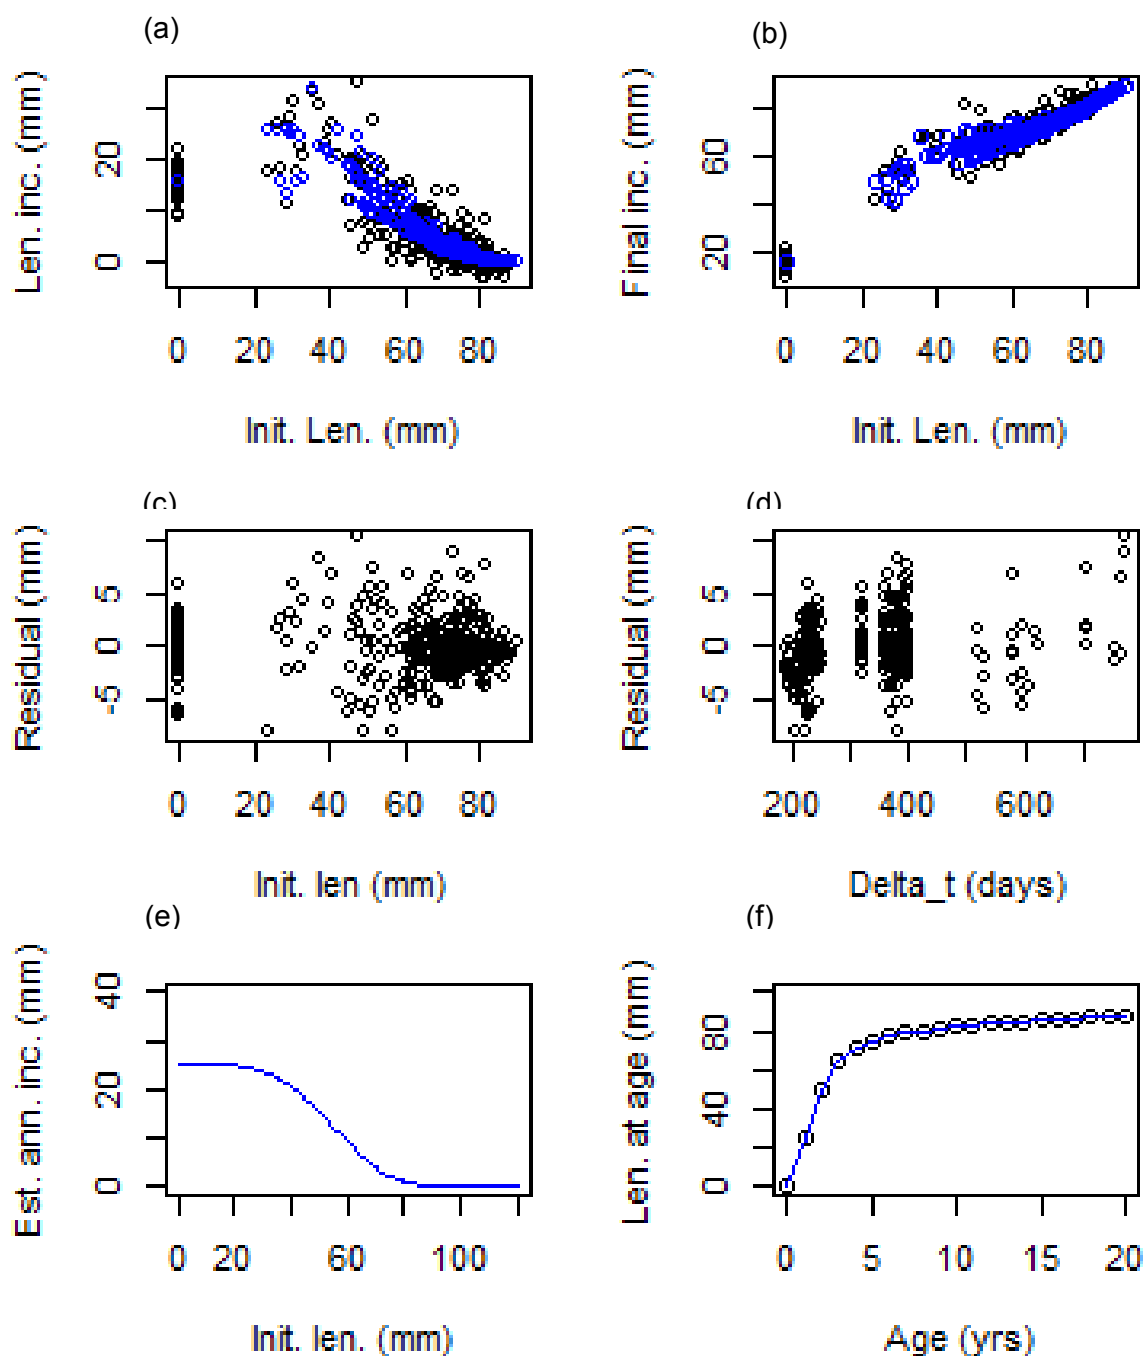 (a)
Len. inc. (mm)
20
0
0 20 40 60 80
Init. Len. (mm)
(b)
Final inc. (mm)
60
20
0 20 40 60 80
Init. Len. (mm)
(c)
Residual (mm)
5
0
-5
0 20 40 60 80
Init. len (mm)
(d)
Residual (mm)
5
0
-5
200 400 600
Delta_t (days)
(e)
Est. ann. inc. (mm)
40
20
0
0 20 60 100
Init. len. (mm)
(f)
Len. at age (mm)
80
40
0
0 5 10 15 20
Age (yrs)